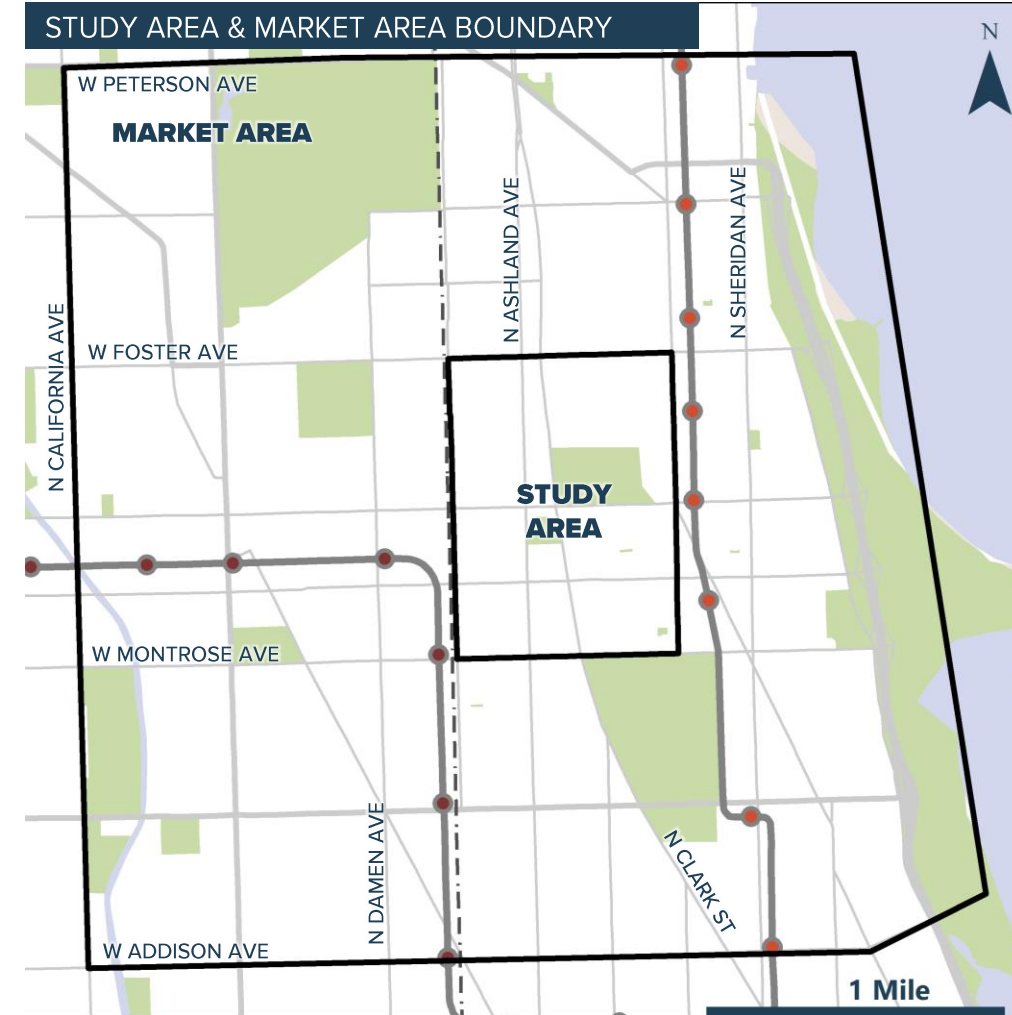 STUDY AREA & MARKET AREA BOUNDARY
N
W PETERSON AVE
MARKET AREA
N ASHLAND AVE
N SHERIDAN AVE
N CALIFORNIA AVE
W FOSTER AVE
STUDY
AREA
W MONTROSE AVE
N DAMEN AVE
N CLARK ST
W ADDISON AVE
1 Mile